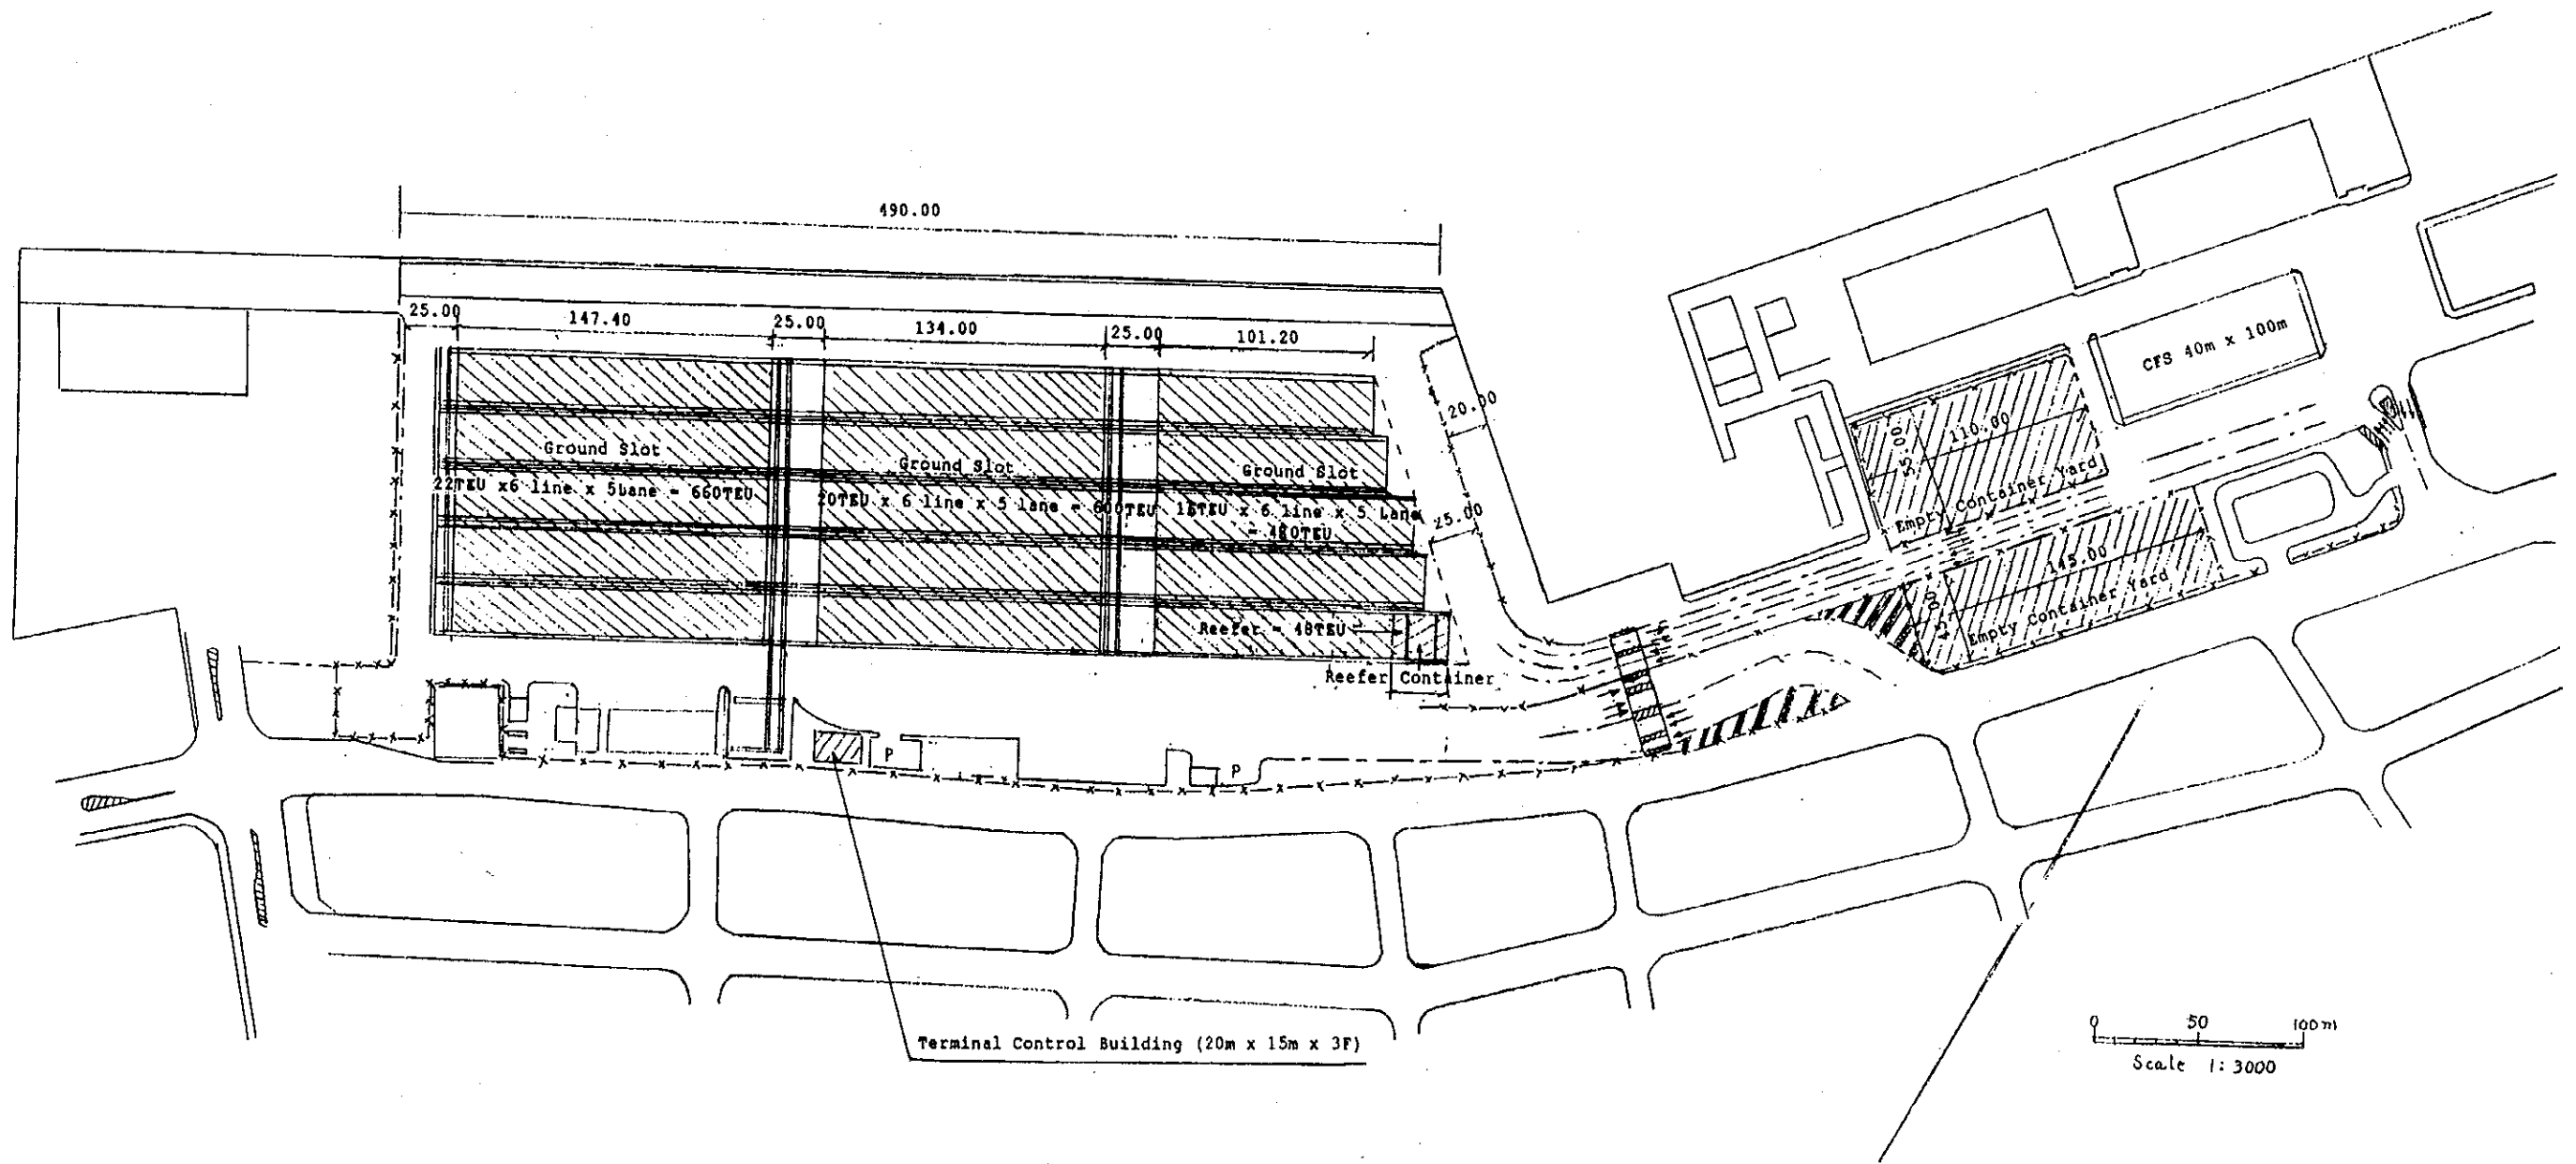 490.00
25.00
147.40
25.00
134.00
25.00
101.20
20.00
25.00
Ground Slot
22TEU x6 line x 5Lane = 660TEU
Ground Slot
20TEU x 6 line x 5 lane = 600TEU
Ground Slot
16TEU x 6 line x 5 Lane
= 480TEU
Reefer = 48TEU
Reefer Container
P
P
Terminal Control Building (20m x 15m x 3F)
CFS 40m x 100m
110.00
Empty Container Yard
145.00
Empty Container Yard
0 50 100m
Scale 1:3000